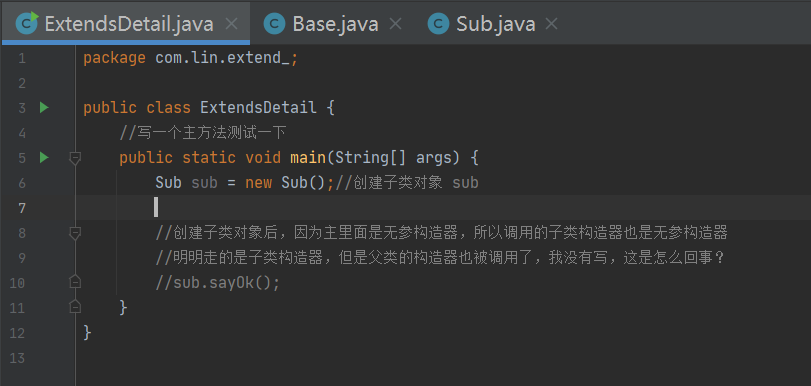 ExtendsDetail.java Base.java Sub.java
1 package com.lin.extend_;
2
3 public class ExtendsDetail {
4 //写一个主方法测试一下
5 public static void main(String[] args) {
6 Sub sub = new Sub();//创建子类对象 sub
7
8 //创建子类对象后，因为主里面是无参构造器，所以调用的子类构造器也是无参构造器
9 //明明走的是子类构造器，但是父类的构造器也被调用了，我没有写，这是怎么回事？
10 //sub.sayOk();
11 }
12 }
13